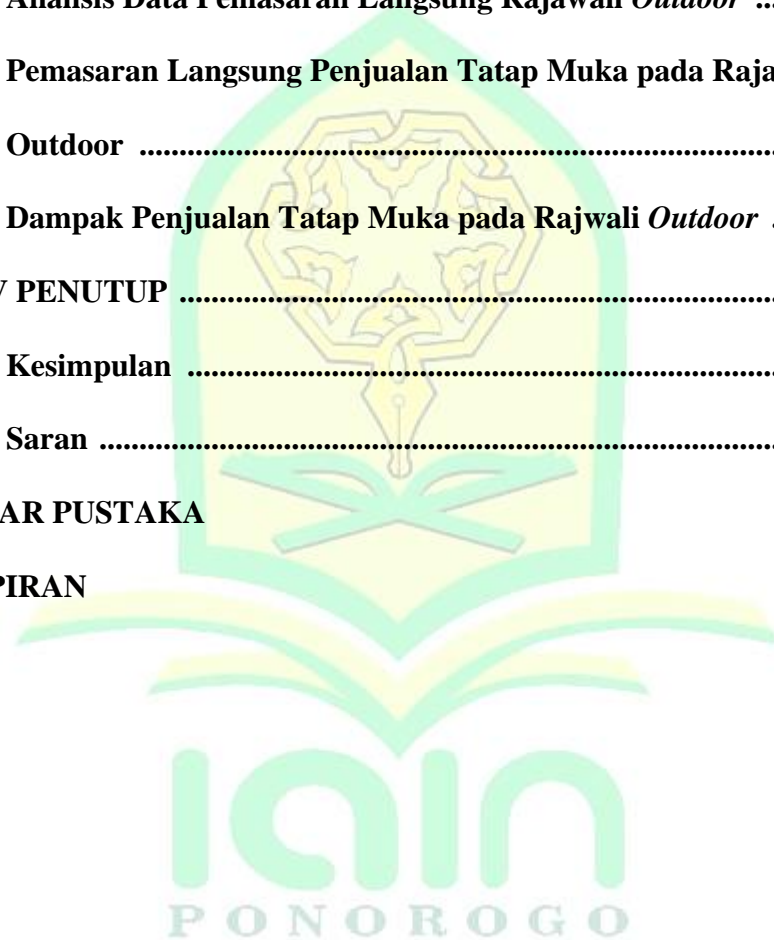 Analisis Data Pemasaran Langsung Rajawali Outdoor ..
Pemasaran Langsung Penjualan Tatap Muka pada Raja
Outdoor ................................................................................
Dampak Penjualan Tatap Muka pada Rajwali Outdoor .
PENUTUP ...........................................................................
Kesimpulan ..........................................................................
Saran .....................................................................................
AR PUSTAKA
PIRAN
iain
PONOROGO